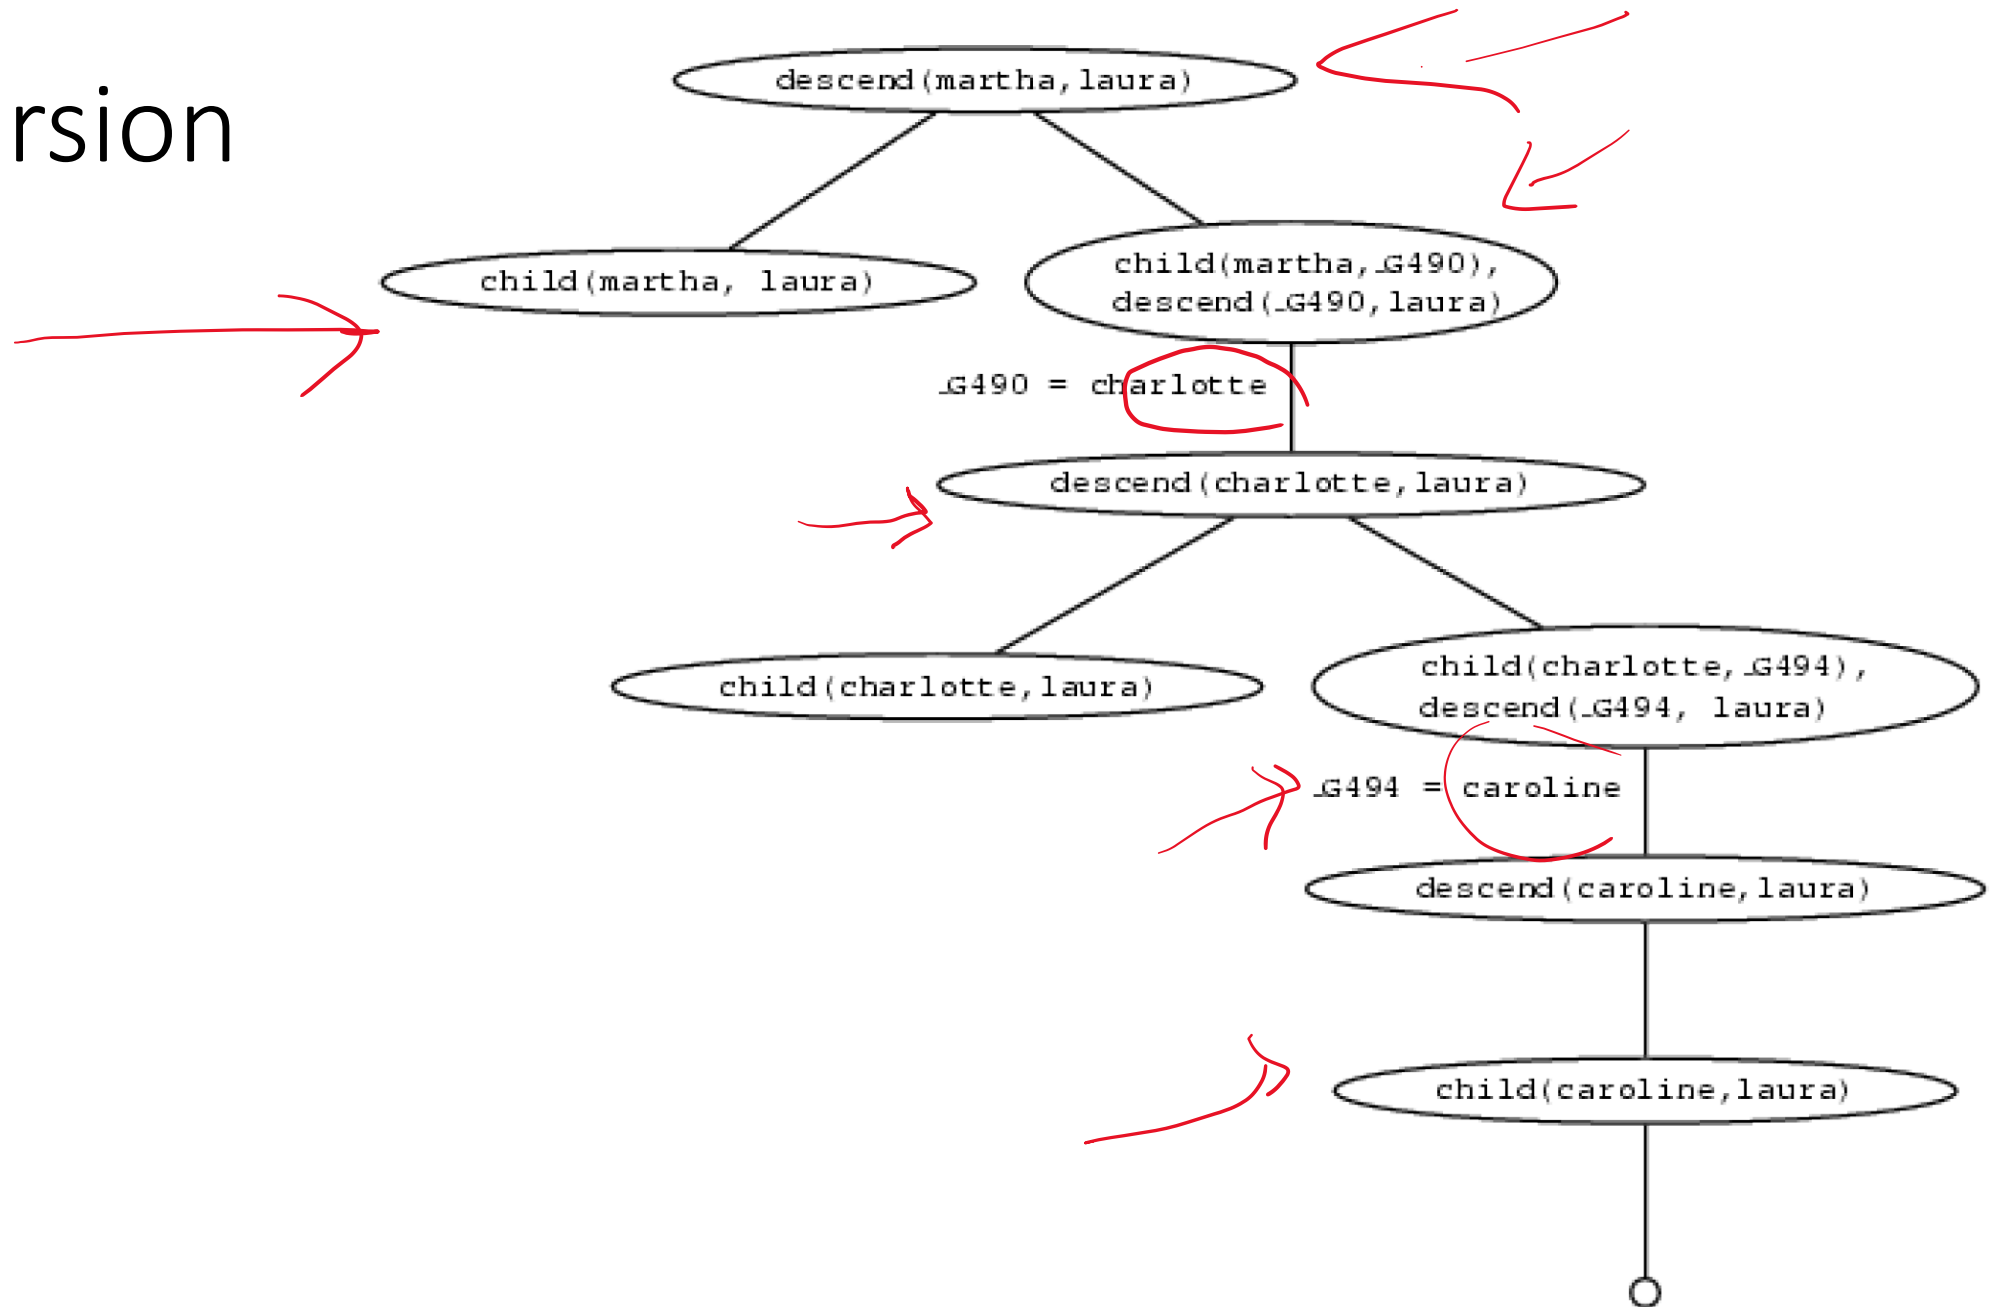 rsion
descend(martha,laura)
child(martha, laura)
child(martha,_G490),
descend(_G490,laura)
_G490 = charlotte
descend(charlotte,laura)
child(charlotte,laura)
child(charlotte,_G494),
descend(_G494, laura)
_G494 = caroline
descend(caroline,laura)
child(caroline,laura)